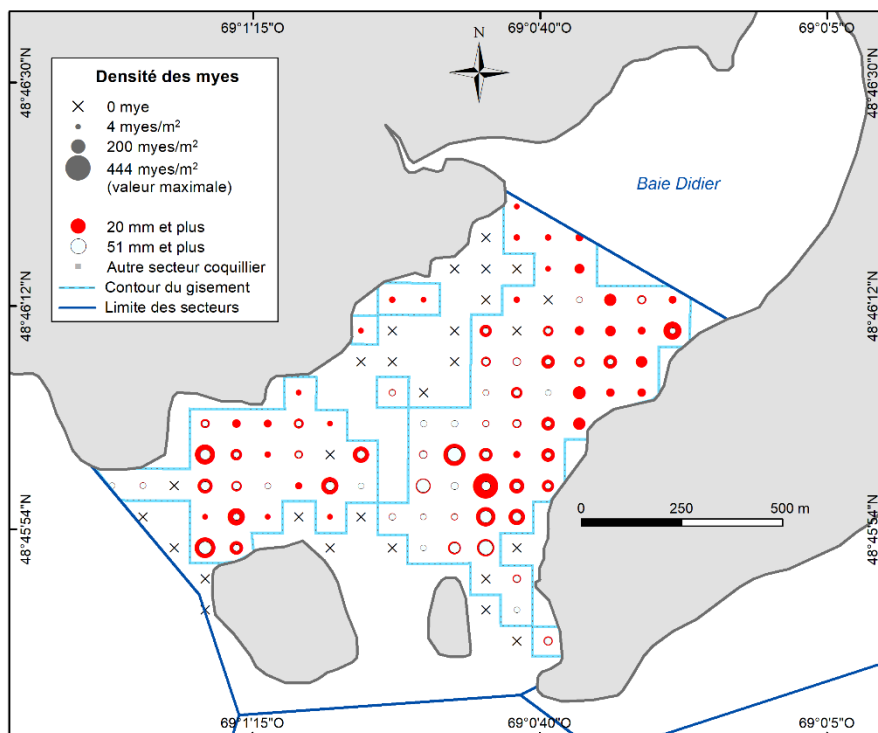 69°1'15"O
69°0'40"O
69°0'5"O
48°46'30"N
48°46'30"N
N
Densité des myes
0 mye
4 myes/m²
200 myes/m²
444 myes/m²
(valeur maximale)
20 mm et plus
51 mm et plus
Autre secteur coquillier
Contour du gisement
Limite des secteurs
Baie Didier
48°46'12"N
48°46'12"N
0
250
500 m
48°45'54"N
48°45'54"N
69°1'15"O
69°0'40"O
69°0'5"O